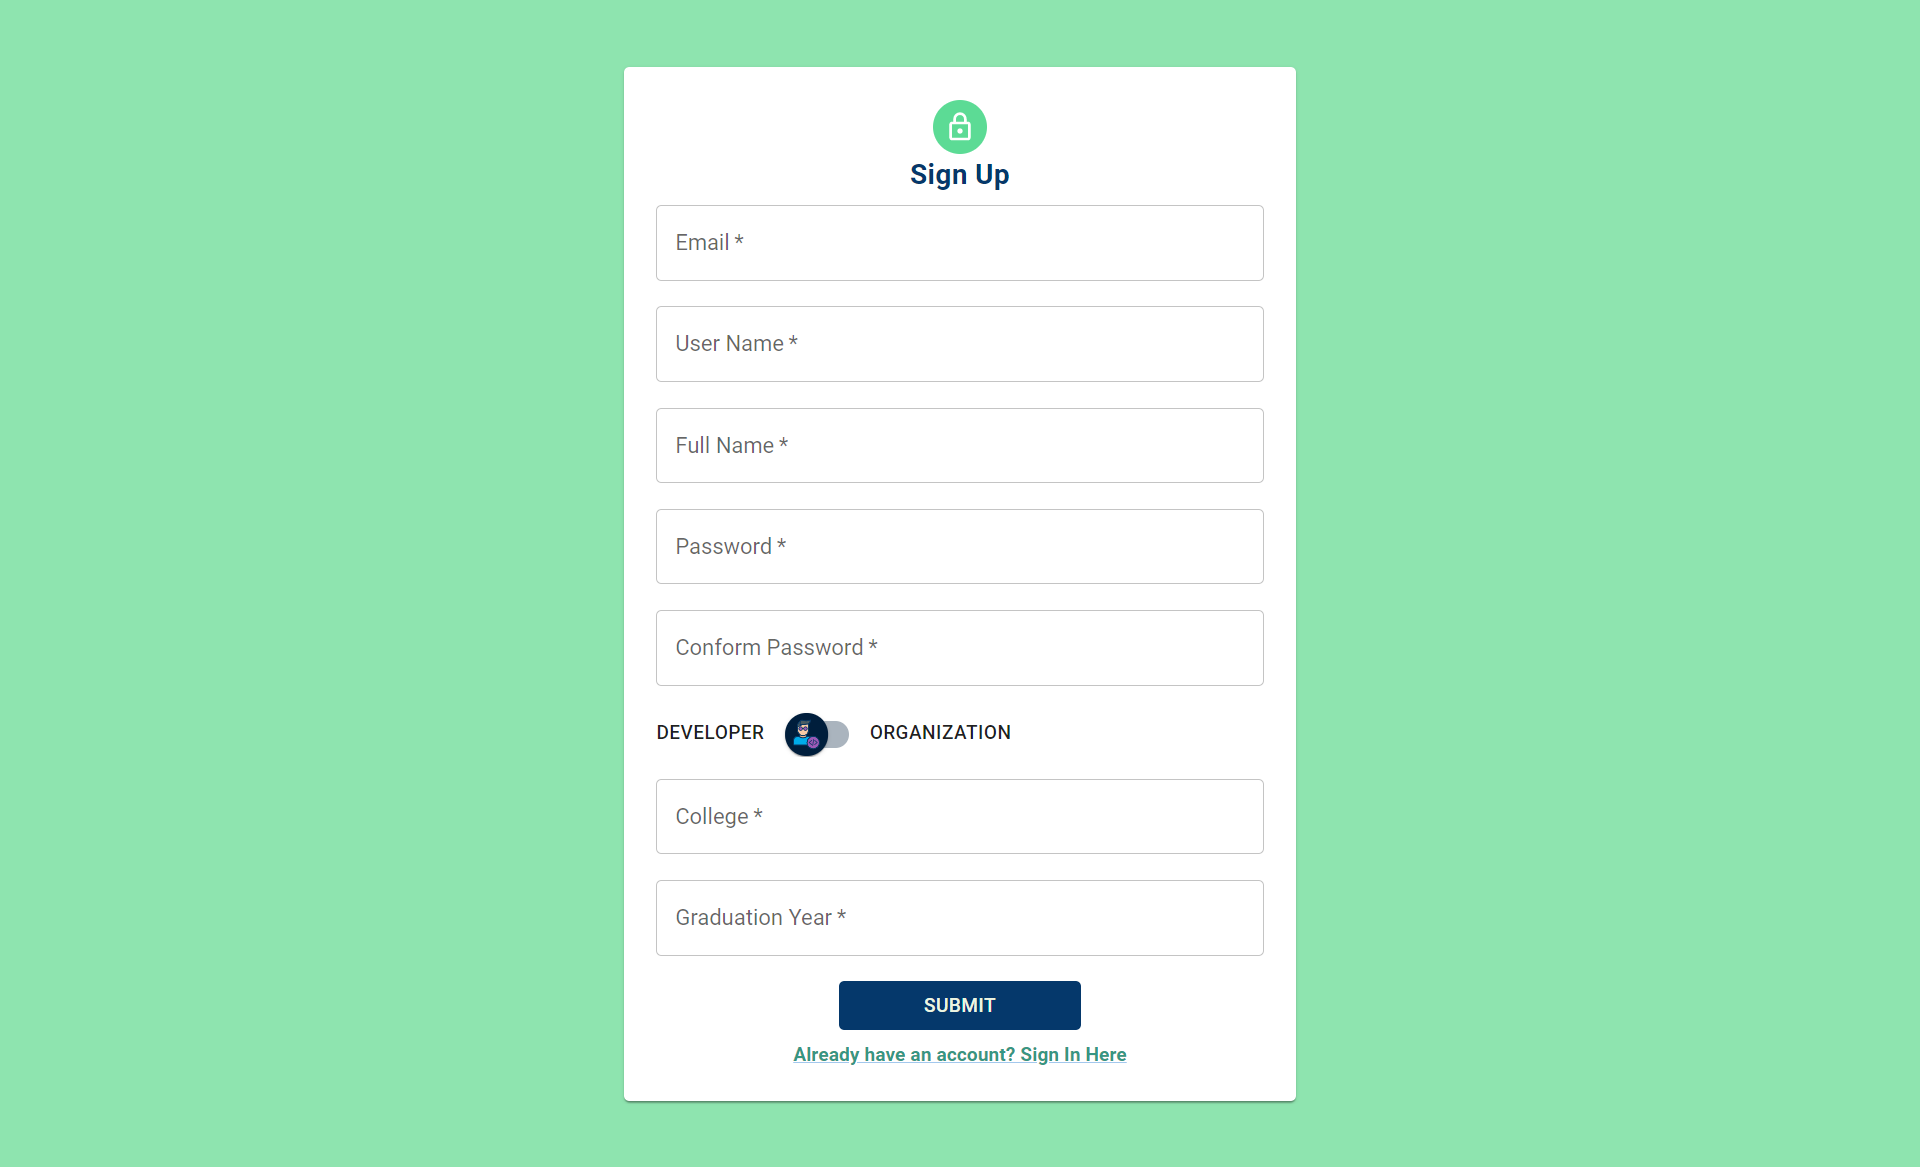 Sign Up
Email *
User Name *
Full Name *
Password *
Conform Password *
DEVELOPER ORGANIZATION
College *
Graduation Year *
SUBMIT
Already have an account? Sign In Here